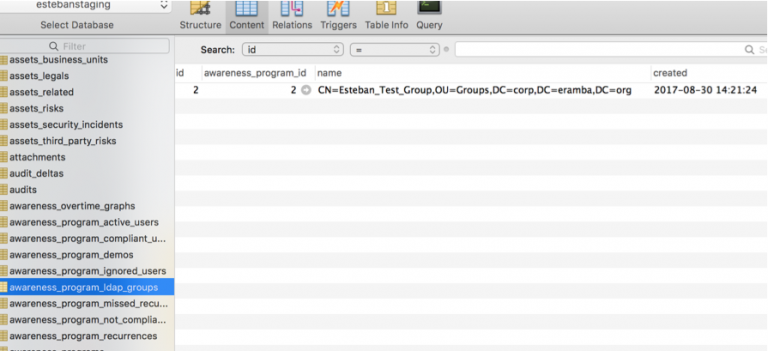 estebanstaging
Select Database
Structure Content Relations Triggers Table Info Query
Filter
Search: id =
assets_business_units
assets_legals
assets_related
assets_risks
assets_security_incidents
assets_third_party_risks
attachments
audit_deltas
audits
awareness_overtime_graphs
awareness_program_active_users
awareness_program_compliant_u...
awareness_program_demos
awareness_program_ignored_users
awareness_program_ldap_groups
awareness_program_missed_recu...
awareness_program_not_complia...
awareness_program_recurrences
id awareness_program_id name created
2 2 CN=Esteban_Test_Group,OU=Groups,DC=corp,DC=eramba,DC=org 2017-08-30 14:21:24